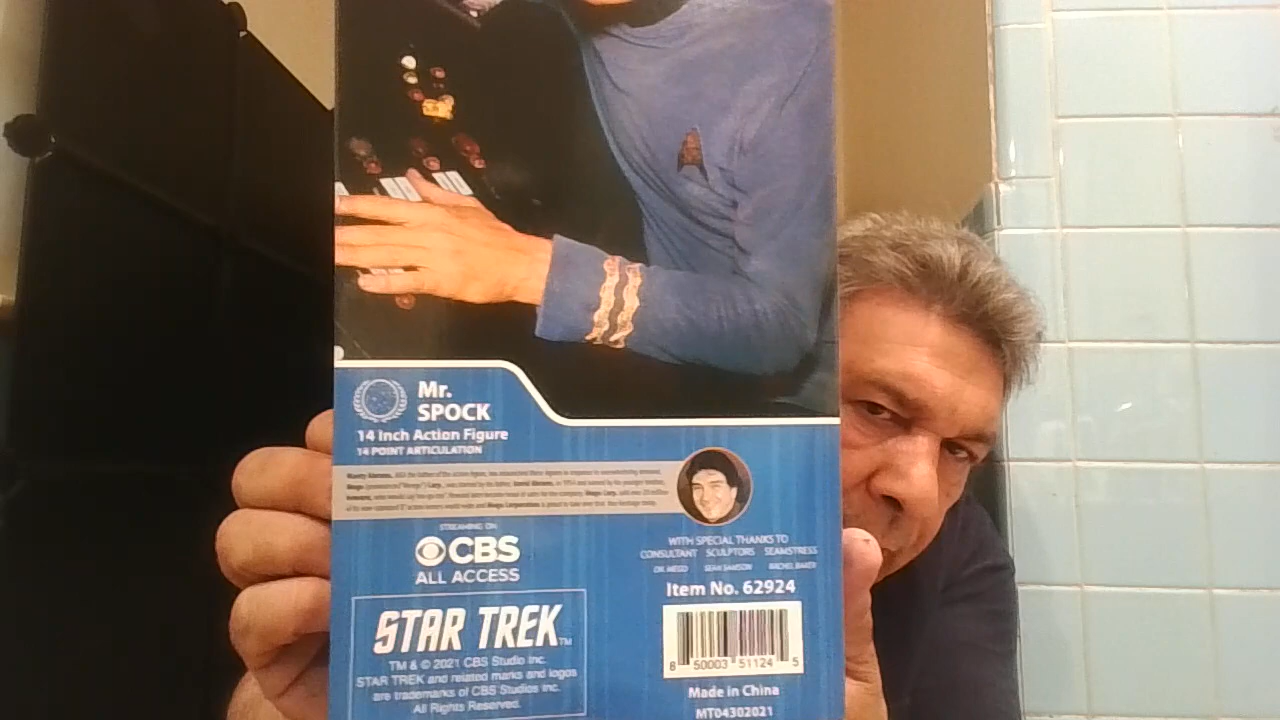 Mr.
SPOCK
14 Inch Action Figure
14 POINT ARTICULATION
STREAMING ON
CBS
ALL ACCESS
WITH SPECIAL THANKS TO
CONSULTANT SCULPTORS SEAMSTRESS
DR. MEGO SEAN SAMSON RACHEL BAKER
Item No. 62924
STAR TREK TM
TM & © 2021 CBS Studio Inc.
STAR TREK and related marks and logos
are trademarks of CBS Studios Inc.
All Rights Reserved.
8 50003 51124 5
Made in China
MT04302021